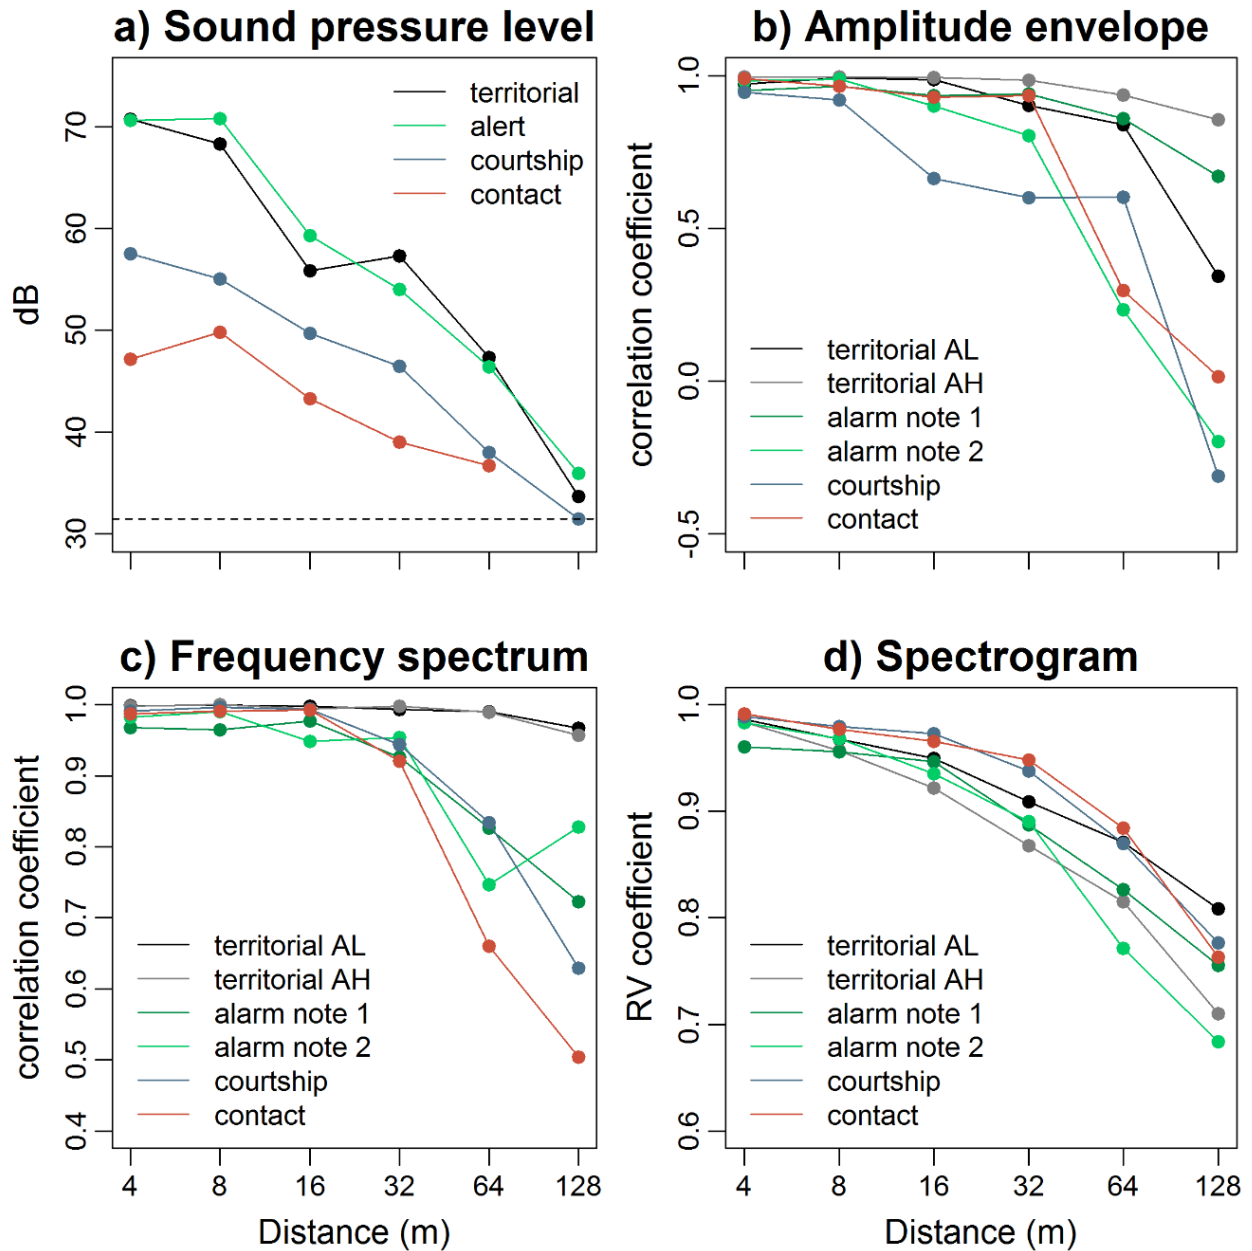 a) Sound pressure level
dB
70
60
50
40
30
territorial
alert
courtship
contact
b) Amplitude envelope
correlation coefficient
1.0
0.5
0.0
-0.5
territorial AL
territorial AH
alarm note 1
alarm note 2
courtship
contact
c) Frequency spectrum
correlation coefficient
1.0
0.9
0.8
0.7
0.6
0.5
0.4
territorial AL
territorial AH
alarm note 1
alarm note 2
courtship
contact
4 8 16 32 64 128
Distance (m)
d) Spectrogram
RV coefficient
1.0
0.9
0.8
0.7
0.6
territorial AL
territorial AH
alarm note 1
alarm note 2
courtship
contact
4 8 16 32 64 128
Distance (m)